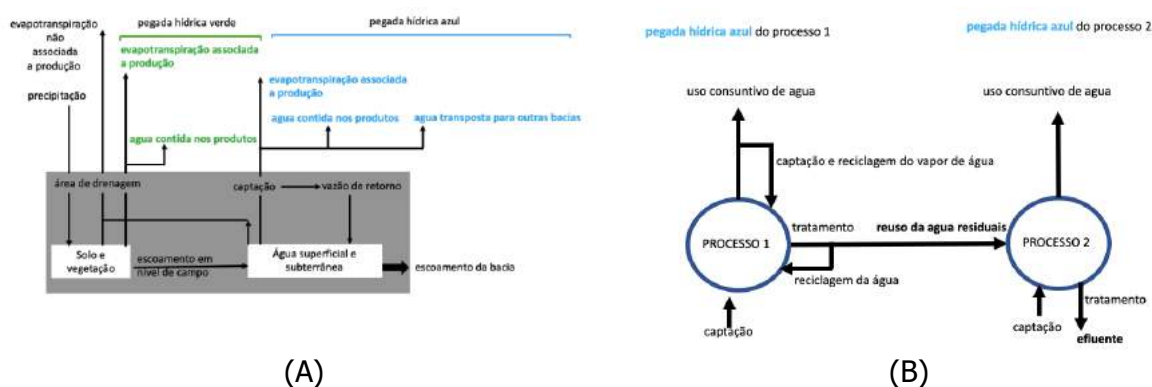 evapotranspiração
não
associada
a produção
pegada hídrica verde
pegada hídrica azul
evapotranspiração associada
a produção
precipitação
evapotranspiração associada
a produção
agua contida nos produtos
agua contida nos produtos
agua transposta para outras bacias
área de drenagem
captação
vazão de retorno
Solo e
vegetação
escoamento em
nível de campo
Água superficial e
subterrânea
escoamento da bacia
(A)
pegada hídrica azul do processo 1
pegada hídrica azul do processo 2
uso consuntivo de agua
uso consuntivo de agua
captação e reciclagem do vapor de água
PROCESSO 1
tratamento
reuso da agua residuais
PROCESSO 2
reciclagem da água
captação
captação
tratamento
efluente
(B)